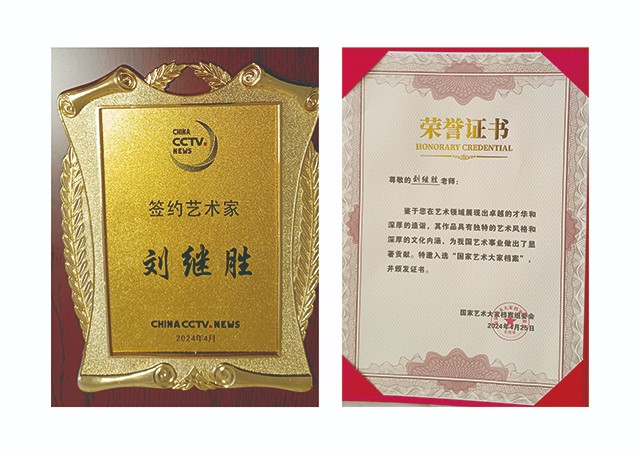 CHINA
CCTV.
NEWS
签约艺术家
刘继胜
CHINA CCTV.NEWS
2024年4月
荣誉证书
HONORARY CREDENTIAL
尊敬的刘继胜老师：
鉴于您在艺术领域展现出卓越的才华和
深厚的造诣，其作品具有独特的艺术风格和
深厚的文化内涵，为我国艺术事业做出了显
著贡献。特邀入选“国家艺术大家档案”，
并颁发证书。
国家艺术大家档案组委会
2024年4月25日